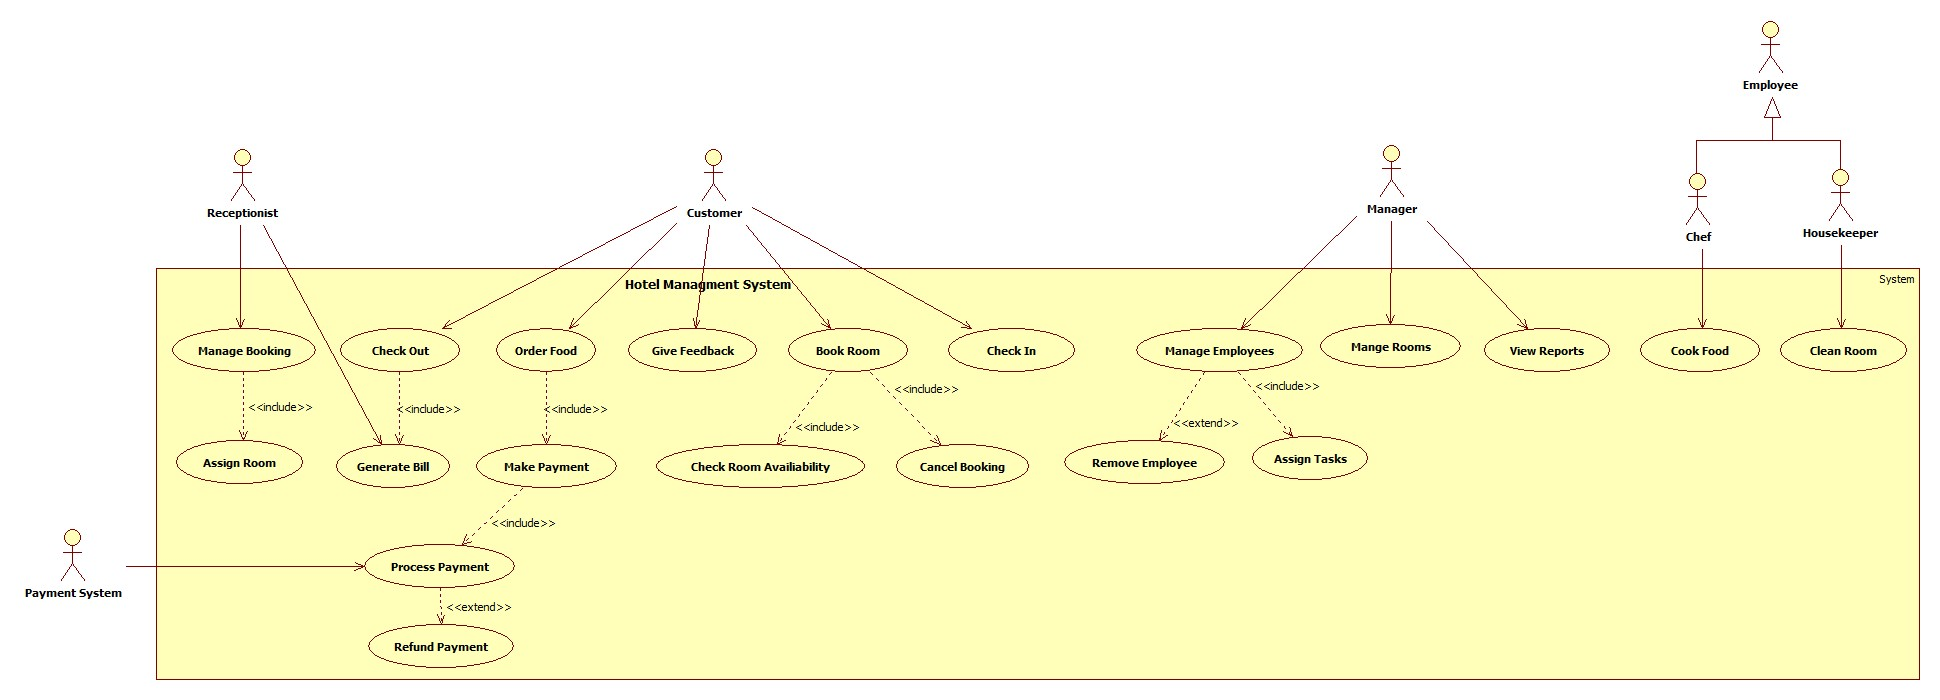 Employee
Receptionist
Customer
Manager
Chef
Housekeeper
Hotel Managment System
System
Manage Booking
Check Out
Order Food
Give Feedback
Book Room
Check In
Manage Employees
Mange Rooms
View Reports
Cook Food
Clean Room
<<include>>
<<include>>
<<include>>
<<include>>
<<include>>
<<extend>>
<<include>>
Assign Room
Generate Bill
Make Payment
Check Room Availiability
Cancel Booking
Remove Employee
Assign Tasks
<<include>>
Payment System
Process Payment
<<extend>>
Refund Payment